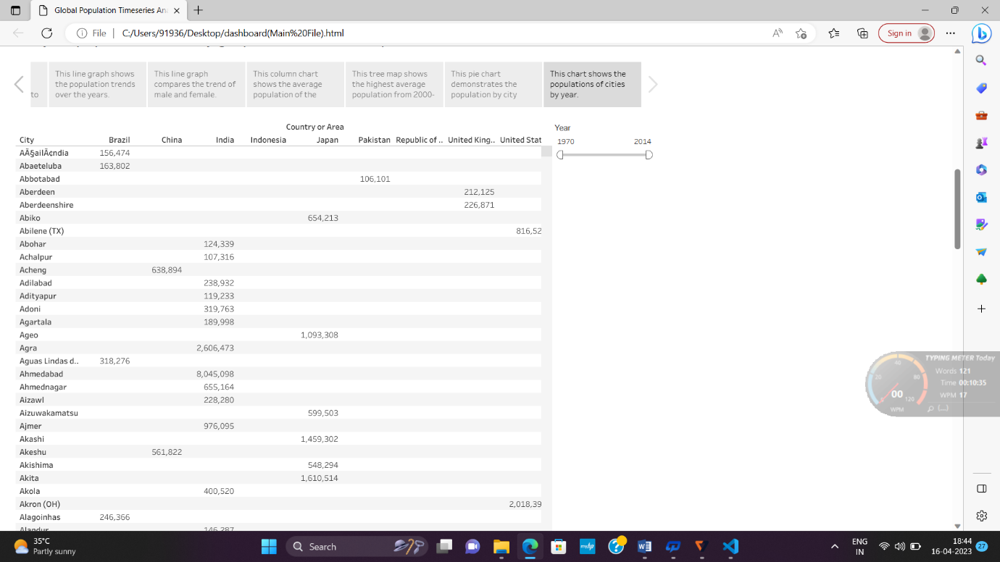 Global Population Timeseries An
File | C:/Users/91936/Desktop/dashboard(Main%20File).html
Sign in
to
This line graph shows
the population trends
over the years.
This line graph
compares the trend of
male and female.
This column chart
shows the average
population of the
This tree map shows
the highest average
population from 2000-
This pie chart
demonstrates the
population by city
This chart shows the
populations of cities
by year.
Country or Area
City Brazil China India Indonesia Japan Pakistan Republic of .. United King.. United Stat
AÃ§ailÃ¢ndia 156,474
Abaeteluba 163,802
Abbotabad 106,101
Aberdeen 212,125
Aberdeenshire 226,871
Abiko 654,213
Abilene (TX) 816,52
Abohar 124,339
Achalpur 107,316
Acheng 638,894
Adilabad 238,932
Adityapur 119,233
Adoni 319,763
Agartala 189,998
Ageo 1,093,308
Agra 2,606,473
Aguas Lindas d.. 318,276
Ahmedabad 8,045,098
Ahmednagar 655,164
Aizawl 228,280
Aizuwakamatsu 599,503
Ajmer 976,095
Akashi 1,459,302
Akeshu 561,822
Akishima 548,294
Akita 1,610,514
Akola 400,520
Akron (OH) 2,018,39
Alagoinhas 246,366
Alandur 146,287
Year
1970 2014
TYPING METER Today
Words 121
Time 00:10:35
WPM 17
20 40 80 120
00
WPM
(...)
35°C
Partly sunny
Search
ENG
IN
18:44
16-04-2023
27